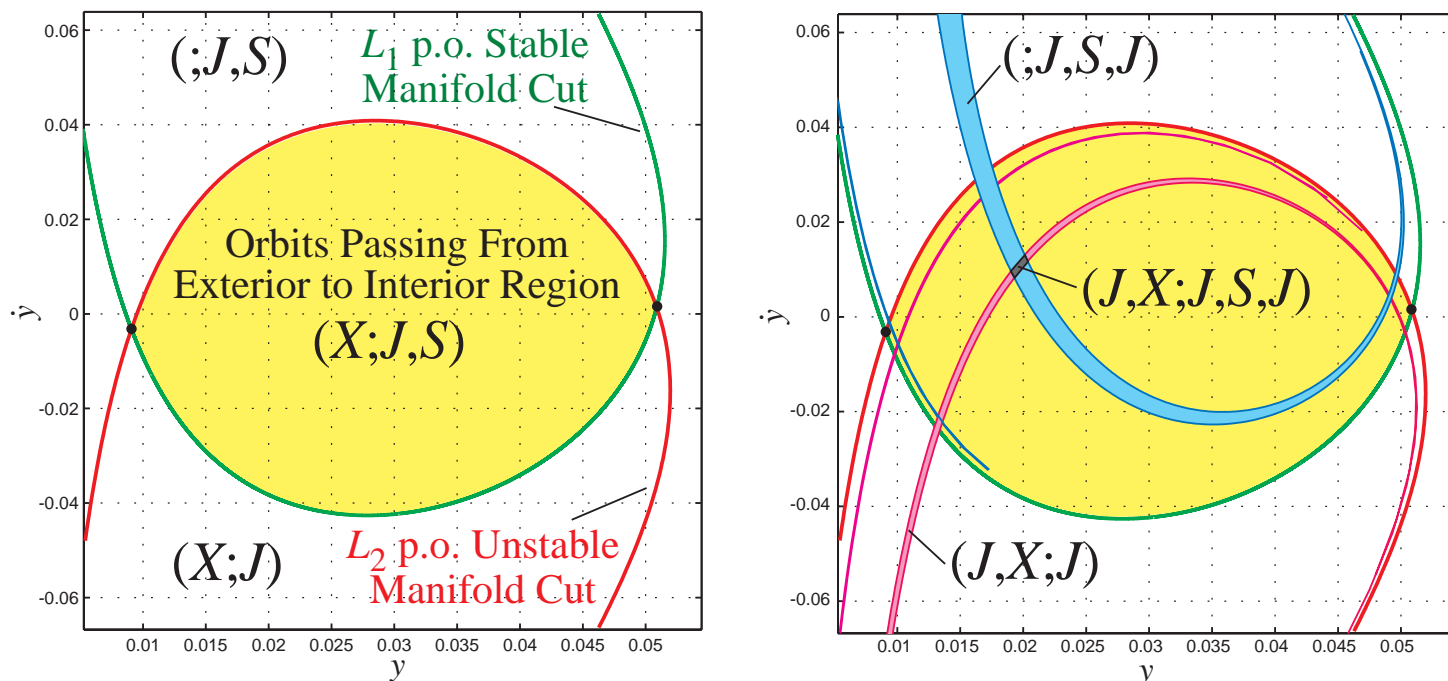 0.06
0.04
0.02
0
-0.02
-0.04
-0.06
ẏ
(;J,S)
L1 p.o. Stable
Manifold Cut
Orbits Passing From
Exterior to Interior Region
(X;J,S)
(X;J)
L2 p.o. Unstable
Manifold Cut
0.01 0.015 0.02 0.025 0.03 0.035 0.04 0.045 0.05
y
0.06
0.04
0.02
0
-0.02
-0.04
-0.06
ẏ
(;J,S,J)
(J,X;J,S,J)
(J,X;J)
0.01 0.015 0.02 0.025 0.03 0.035 0.04 0.045 0.05
y